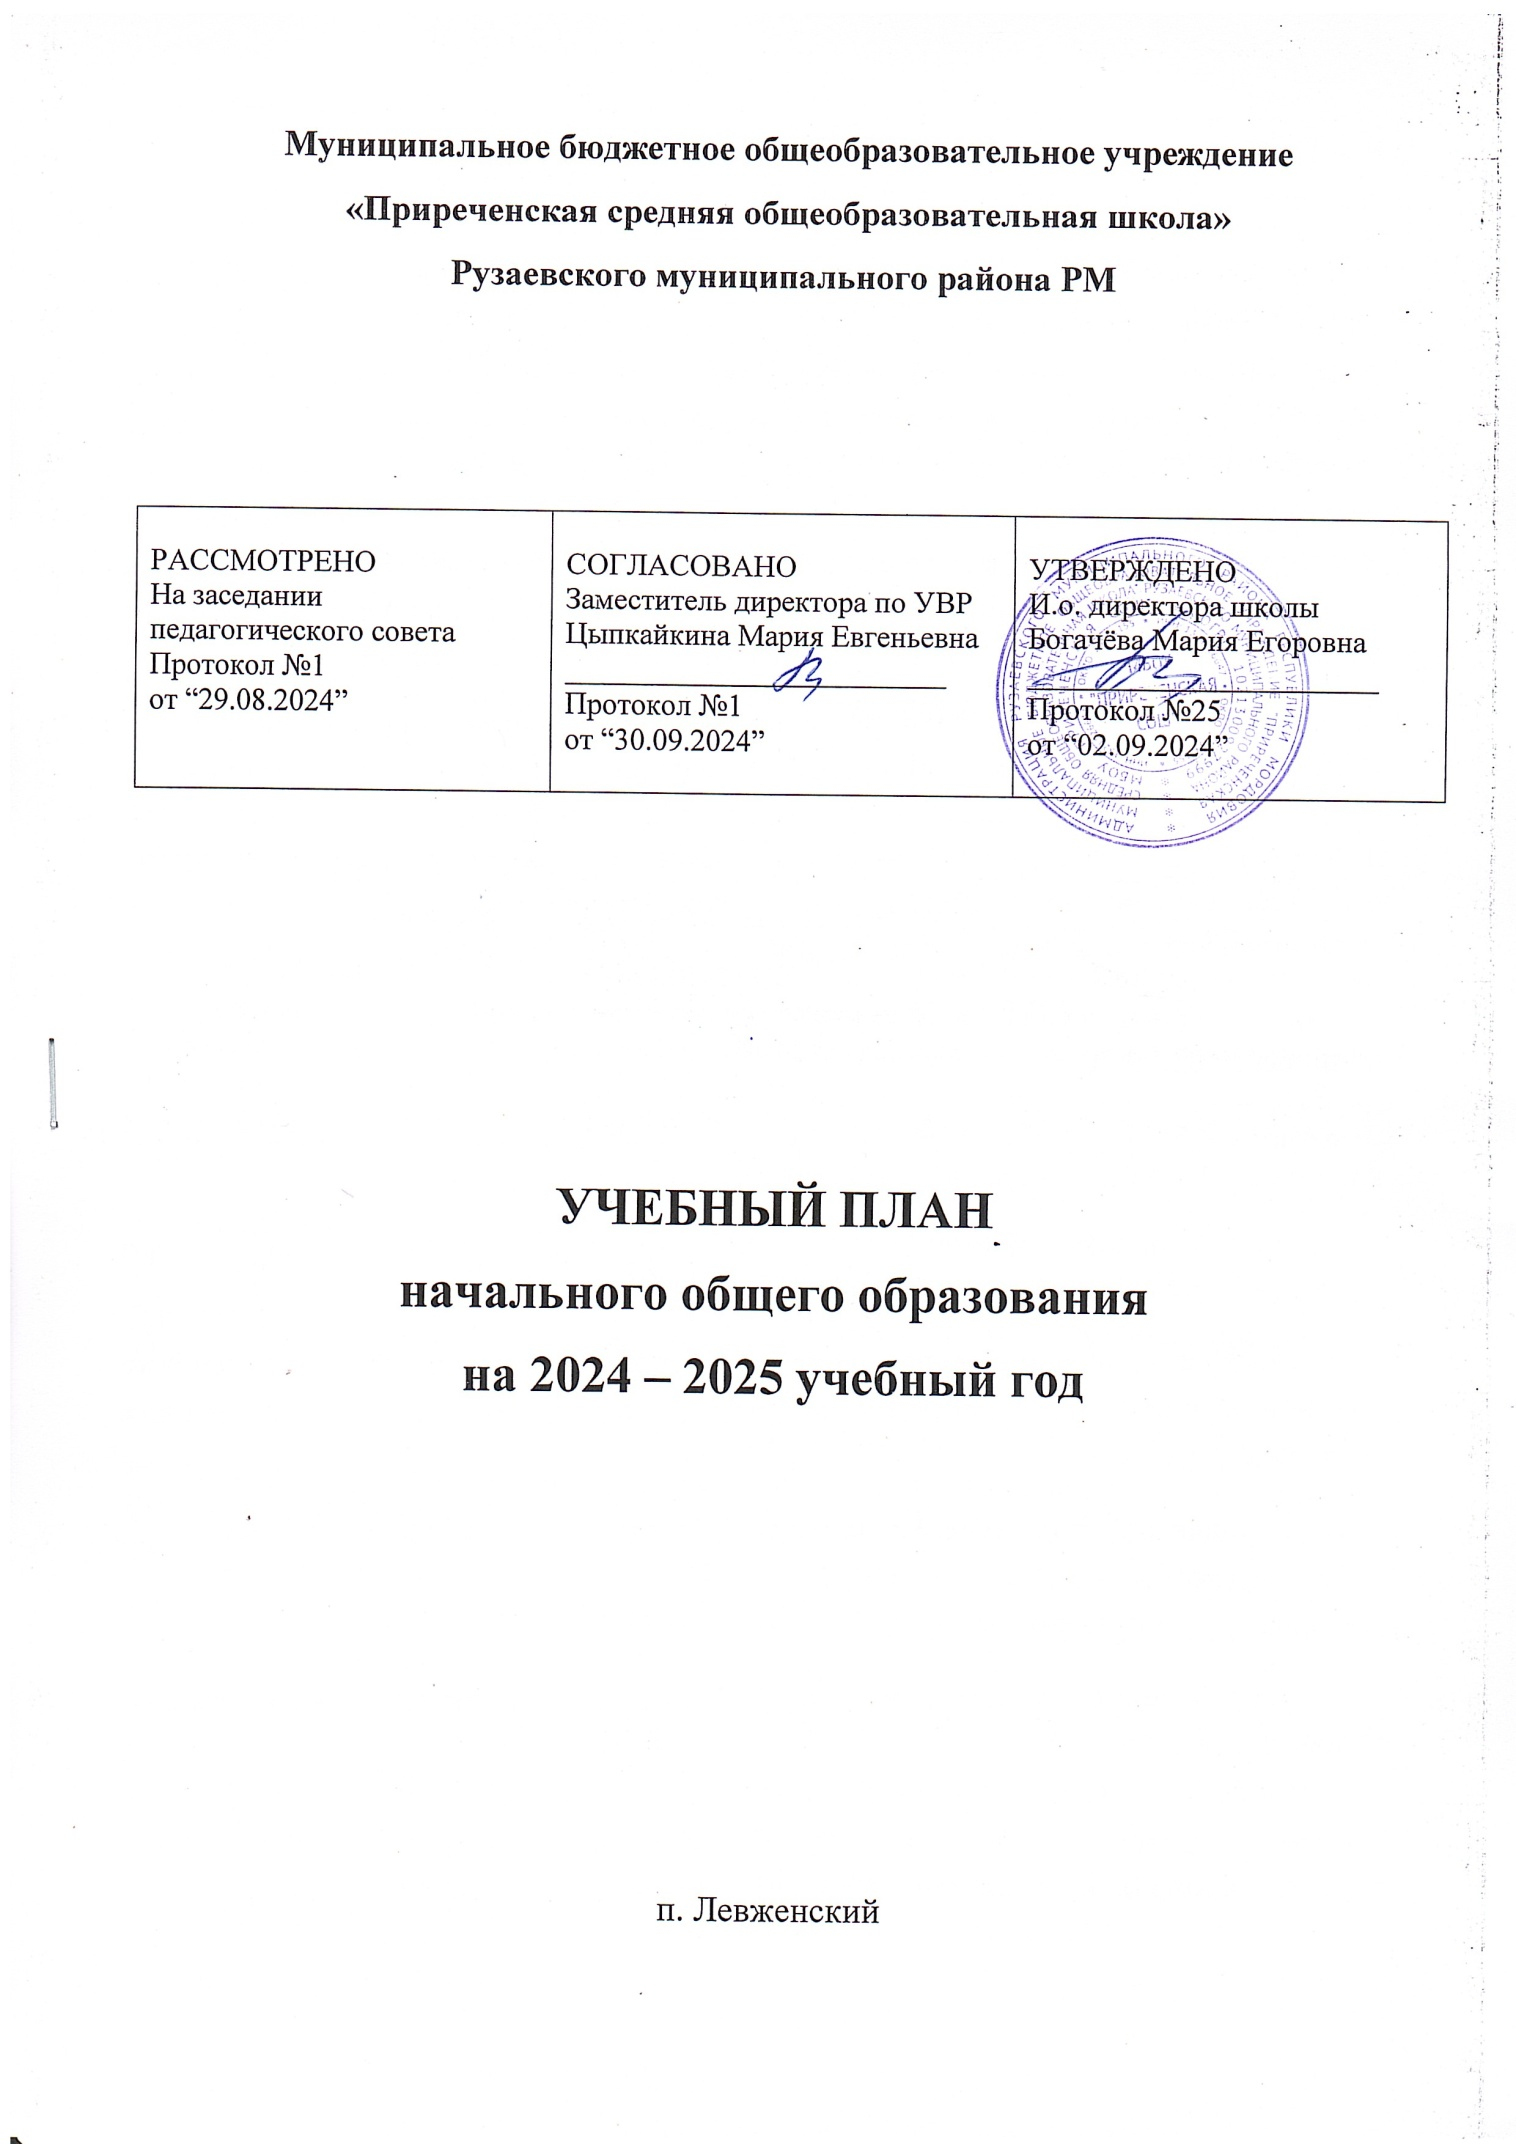 Муниципальное бюджетное общеобразовательное учреждение
«Приреченская средняя общеобразовательная школа»
Рузаевского муниципального района РМ
РАССМОТРЕНО
На заседании
педагогического совета
Протокол №1
от “29.08.2024”
СОГЛАСОВАНО
Заместитель директора по УВР
Цыпкайкина Мария Евгеньевна
Протокол №1
от “30.09.2024”
УТВЕРЖДЕНО
И.о. директора школы
Богачёва Мария Егоровна
Протокол №25
от “02.09.2024”
УЧЕБНЫЙ ПЛАН
начального общего образования
на 2024 – 2025 учебный год
п. Левженский